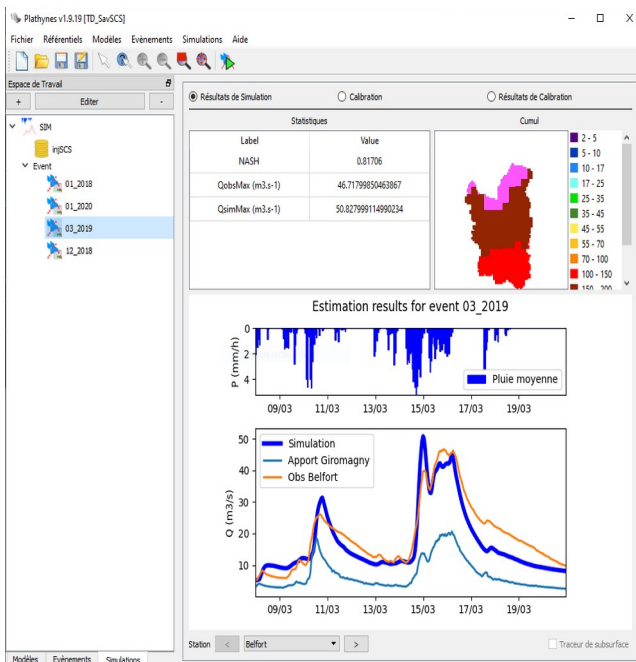 Plathynes v1.9.19 [TD_SavSCS]
Fichier Référentiels Modèles Evènements Simulations Aide
Espace de Travail
+ Editer -
SIM
injSCS
Event
01_2018
01_2020
03_2019
12_2018
Modèles Evènements Simulations
Résultats de Simulation Calibration Résultats de Calibration
Statistiques
Label Value
NASH 0.81706
QobsMax (m3.s-1) 46.71799850463867
QsimMax (m3.s-1) 50.827999114990234
Cumul
2 - 5
5 - 10
10 - 17
17 - 25
25 - 35
35 - 45
45 - 55
55 - 70
70 - 100
100 - 150
150 - 200
Estimation results for event 03_2019
P (mm/h)
0
2
4
Pluie moyenne
09/03 11/03 13/03 15/03 17/03 19/03
Q (m3/s)
50
40
30
20
10
Simulation
Apport Giromagny
Obs Belfort
09/03 11/03 13/03 15/03 17/03 19/03
Station < Belfort > Traceur de subsurface